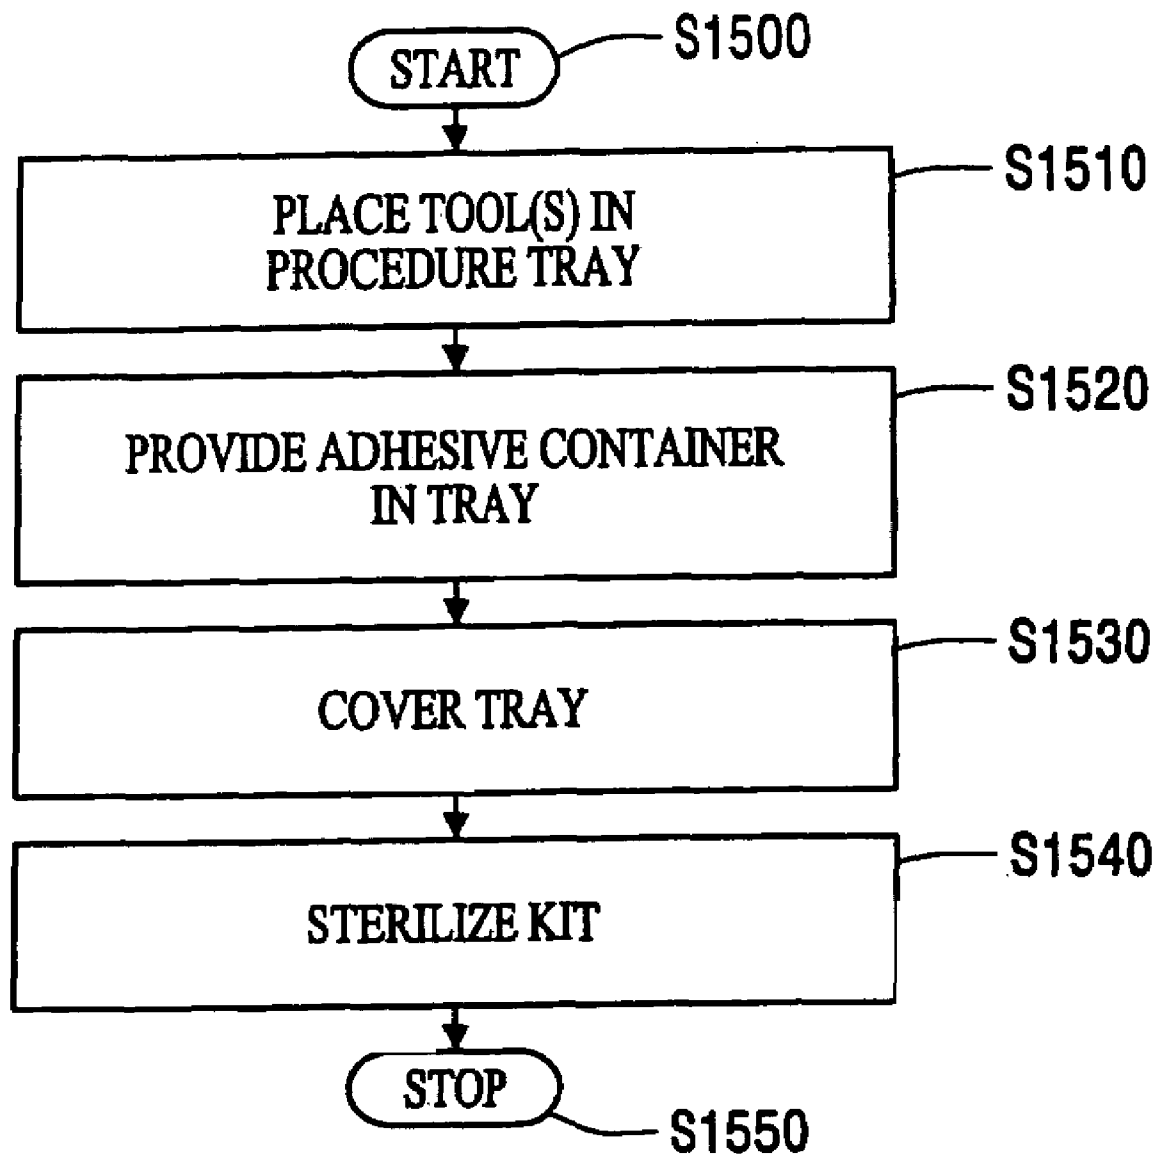 START
S1500
S1510
PLACE TOOL(S) IN
PROCEDURE TRAY
S1520
PROVIDE ADHESIVE CONTAINER
IN TRAY
S1530
COVER TRAY
S1540
STERILIZE KIT
STOP
S1550